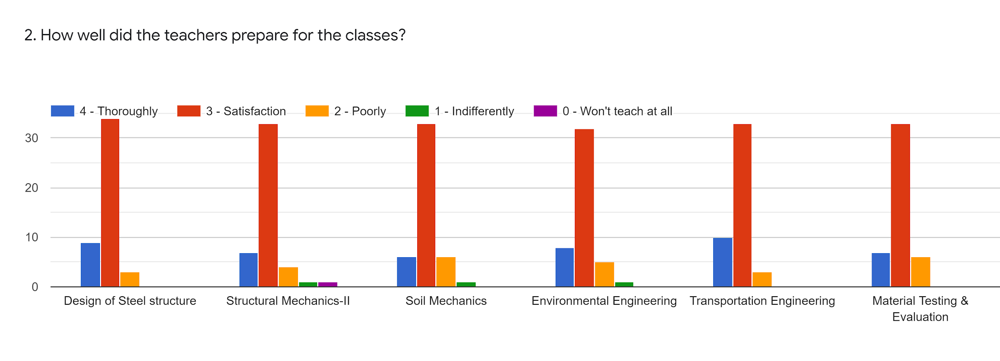 2. How well did the teachers prepare for the classes?
4 - Thoroughly 3 - Satisfaction 2 - Poorly 1 - Indifferently 0 - Won't teach at all
30
20
10
0
Design of Steel structure Structural Mechanics-II Soil Mechanics Environmental Engineering Transportation Engineering Material Testing &
Evaluation